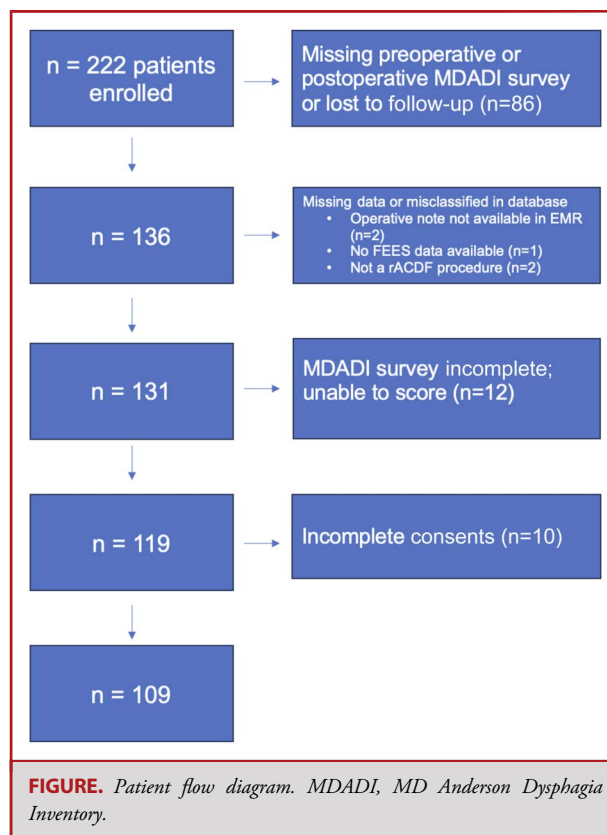 n = 222 patients
enrolled
Missing preoperative or
postoperative MDADI survey
or lost to follow-up (n=86)
n = 136
Missing data or misclassified in database
• Operative note not available in EMR
(n=2)
• No FEES data available (n=1)
• Not a rACDF procedure (n=2)
n = 131
MDADI survey incomplete;
unable to score (n=12)
n = 119
Incomplete consents (n=10)
n = 109
FIGURE. Patient flow diagram. MDADI, MD Anderson Dysphagia
Inventory.